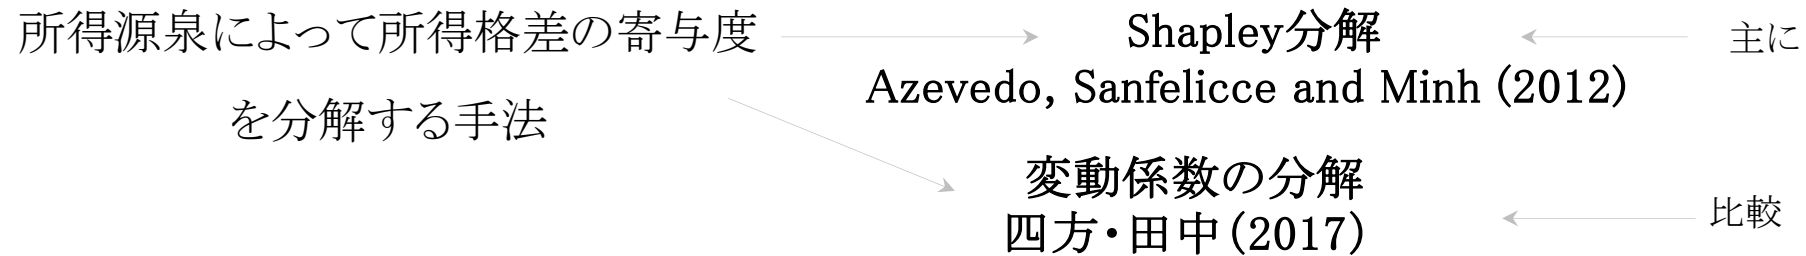 所得源泉によって所得格差の寄与度
を分解する手法
Shapley分解
Azevedo, Sanfelicce and Minh (2012)
主に
変動係数の分解
四方・田中(2017)
比較